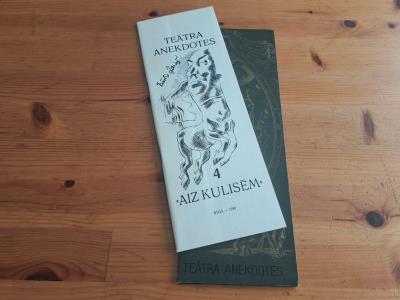 TEĀTRA
ANEKDOTES
4
·AIZ KULISĒM·
TEĀTRA ANEKDOTES